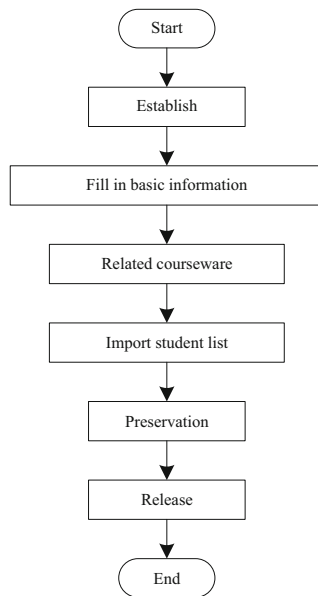 Start
Establish
Fill in basic information
Related courseware
Import student list
Preservation
Release
End